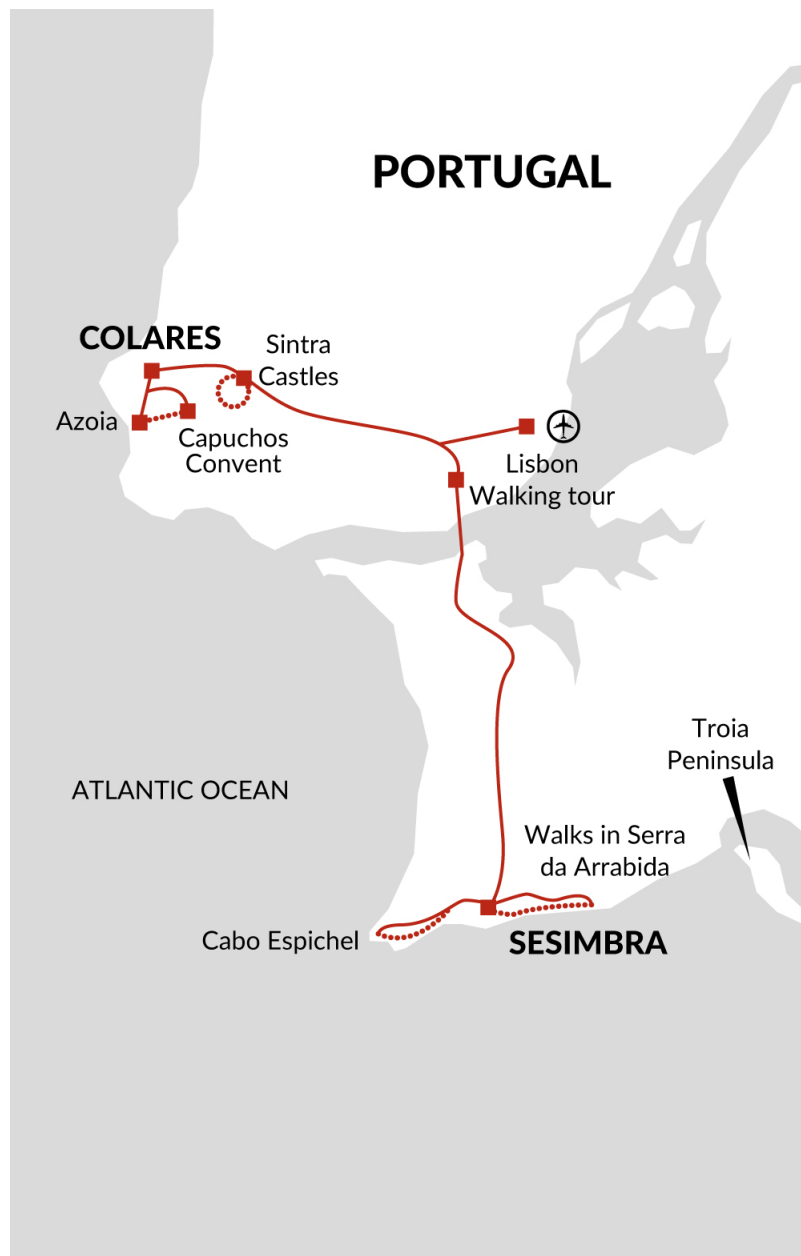 PORTUGAL
COLARES
Sintra
Castles
Azoia
Capuchos
Convent
Lisbon
Walking tour
Troia
Peninsula
ATLANTIC OCEAN
Walks in Serra
da Arrabida
Cabo Espichel
SESIMBRA